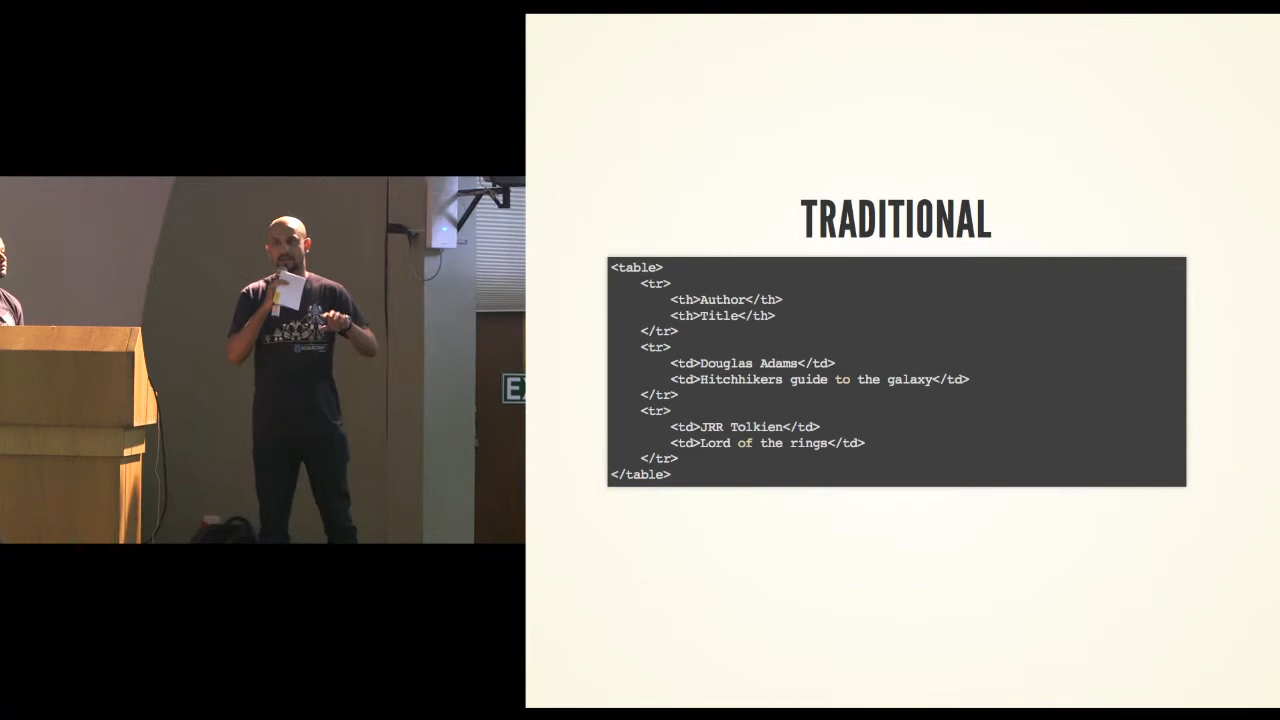 TRADITIONAL
<table>
    <tr>
        <th>Author</th>
        <th>Title</th>
    </tr>
    <tr>
        <td>Douglas Adams</td>
        <td>Hitchhikers guide to the galaxy</td>
    </tr>
    <tr>
        <td>JRR Tolkien</td>
        <td>Lord of the rings</td>
    </tr>
</table>
EX